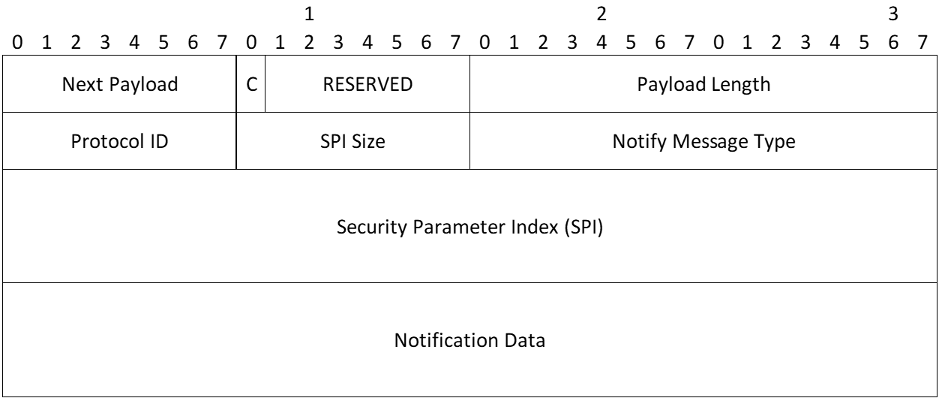 1 2 3
0 1 2 3 4 5 6 7 0 1 2 3 4 5 6 7 0 1 2 3 4 5 6 7 0 1 2 3 4 5 6 7
Next Payload C RESERVED Payload Length
Protocol ID SPI Size Notify Message Type
Security Parameter Index (SPI)
Notification Data